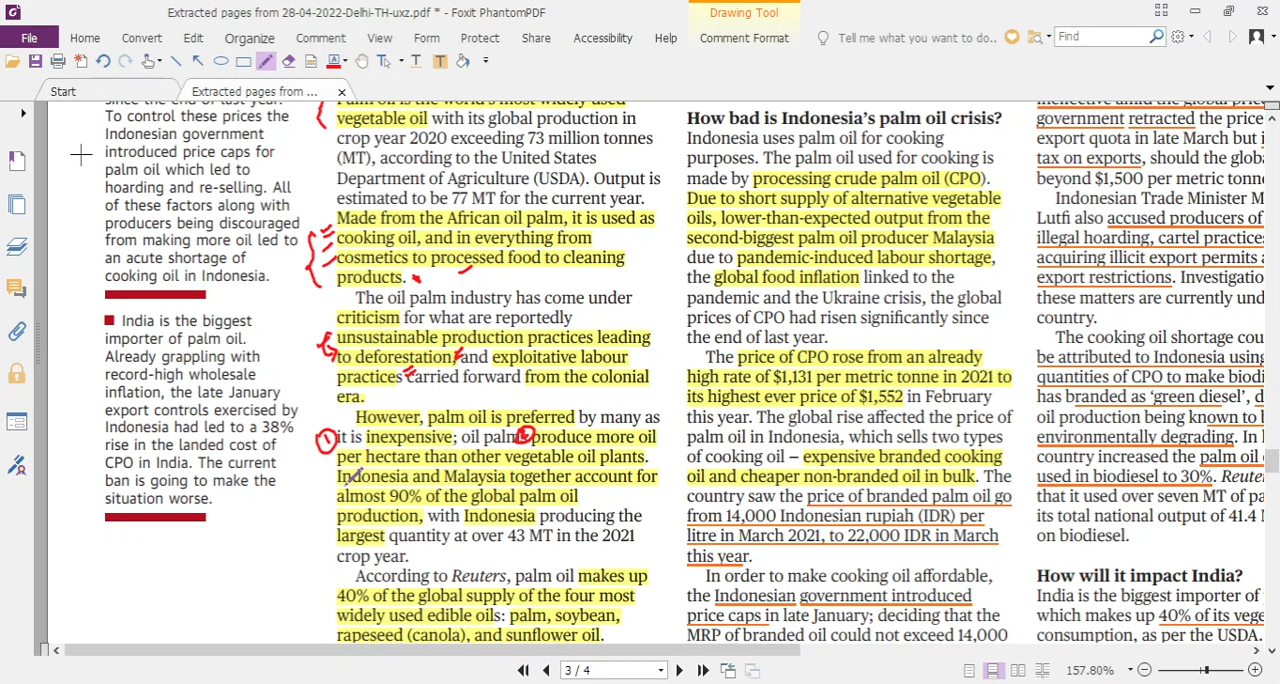 Extracted pages from 28-04-2022-Delhi-TH-uxz.pdf * - Foxit PhantomPDF
Drawing Tool
File Home Convert Edit Organize Comment View Form Protect Share Accessibility Help Comment Format Tell me what you want to do.. Find
Start Extracted pages from ...
since the end of last year.
To control these prices the
Indonesian government
introduced price caps for
palm oil which led to
hoarding and re-selling. All
of these factors along with
producers being discouraged
from making more oil led to
an acute shortage of
cooking oil in Indonesia.
India is the biggest
importer of palm oil.
Already grappling with
record-high wholesale
inflation, the late January
export controls exercised by
Indonesia had led to a 38%
rise in the landed cost of
CPO in India. The current
ban is going to make the
situation worse.
Palm oil is the world's most widely used
vegetable oil with its global production in
crop year 2020 exceeding 73 million tonnes
(MT), according to the United States
Department of Agriculture (USDA). Output is
estimated to be 77 MT for the current year.
Made from the African oil palm, it is used as
cooking oil, and in everything from
cosmetics to processed food to cleaning
products.
The oil palm industry has come under
criticism for what are reportedly
unsustainable production practices leading
to deforestation, and exploitative labour
practices carried forward from the colonial
era.
However, palm oil is preferred by many as
it is inexpensive; oil palms produce more oil
per hectare than other vegetable oil plants.
Indonesia and Malaysia together account for
almost 90% of the global palm oil
production, with Indonesia producing the
largest quantity at over 43 MT in the 2021
crop year.
According to Reuters, palm oil makes up
40% of the global supply of the four most
widely used edible oils: palm, soybean,
rapeseed (canola), and sunflower oil.
How bad is Indonesia's palm oil crisis?
Indonesia uses palm oil for cooking
purposes. The palm oil used for cooking is
made by processing crude palm oil (CPO).
Due to short supply of alternative vegetable
oils, lower-than-expected output from the
second-biggest palm oil producer Malaysia
due to pandemic-induced labour shortage,
the global food inflation linked to the
pandemic and the Ukraine crisis, the global
prices of CPO had risen significantly since
the end of last year.
The price of CPO rose from an already
high rate of $1,131 per metric tonne in 2021 to
its highest ever price of $1,552 in February
this year. The global rise affected the price of
palm oil in Indonesia, which sells two types
of cooking oil – expensive branded cooking
oil and cheaper non-branded oil in bulk. The
country saw the price of branded palm oil go
from 14,000 Indonesian rupiah (IDR) per
litre in March 2021, to 22,000 IDR in March
this year.
In order to make cooking oil affordable,
the Indonesian government introduced
price caps in late January; deciding that the
MRP of branded oil could not exceed 14,000
ineffective amid the global pric
government retracted the price
export quota in late March but i
tax on exports, should the globa
beyond $1,500 per metric tonne
Indonesian Trade Minister M
Lutfi also accused producers of
illegal hoarding, cartel practices
acquiring illicit export permits a
export restrictions. Investigatio
these matters are currently und
country.
The cooking oil shortage cou
be attributed to Indonesia using
quantities of CPO to make biodi
has branded as 'green diesel', d
oil production being known to b
environmentally degrading. In
country increased the palm oil
used in biodiesel to 30%. Reute
that it used over seven MT of pa
its total national output of 41.4
on biodiesel.
How will it impact India?
India is the biggest importer of
which makes up 40% of its vege
consumption, as per the USDA.
3 / 4
157.80%